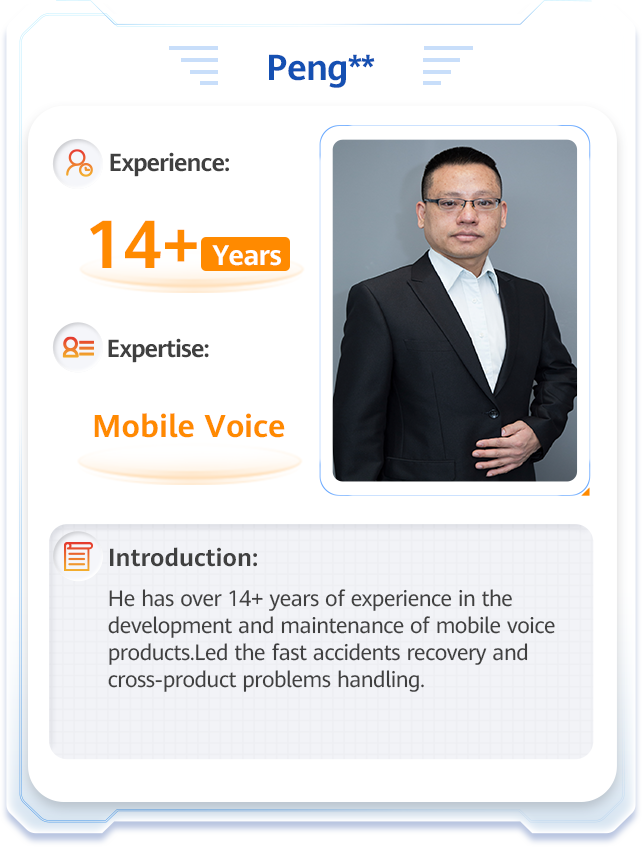 Peng**
Experience:
14+ Years
Expertise:
Mobile Voice
Introduction:
He has over 14+ years of experience in the
development and maintenance of mobile voice
products.Led the fast accidents recovery and
cross-product problems handling.